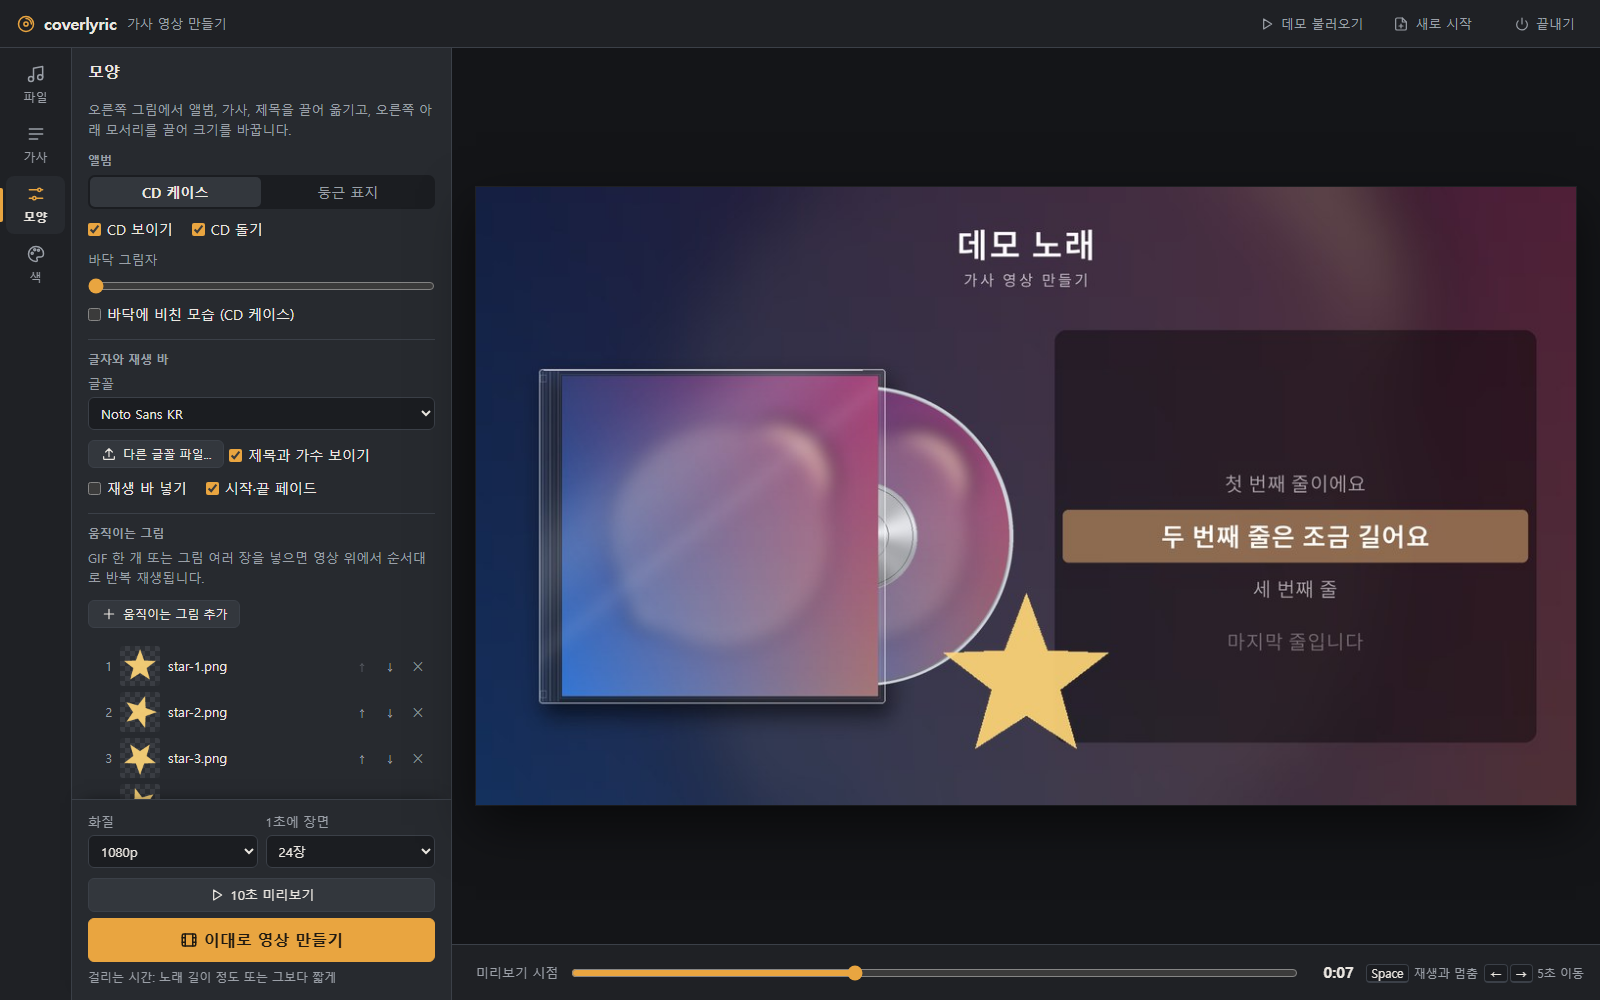 coverlyric 가사 영상 만들기
데모 불러오기
새로 시작
끝내기
파일
가사
모양
색
모양
오른쪽 그림에서 앨범, 가사, 제목을 끌어 옮기고, 오른쪽 아
래 모서리를 끌어 크기를 바꿉니다.
앨범
CD 케이스
둥근 표지
CD 보이기
CD 돌기
바닥 그림자
바닥에 비친 모습 (CD 케이스)
글자와 재생 바
글꼴
Noto Sans KR
다른 글꼴 파일...
제목과 가수 보이기
재생 바 넣기
시작·끝 페이드
움직이는 그림
GIF 한 개 또는 그림 여러 장을 넣으면 영상 위에서 순서대
로 반복 재생됩니다.
+ 움직이는 그림 추가
1 star-1.png ↑ ↓ ×
2 star-2.png ↑ ↓ ×
3 star-3.png ↑ ↓ ×
화질
1초에 장면
1080p
24장
10초 미리보기
이대로 영상 만들기
걸리는 시간: 노래 길이 정도 또는 그보다 짧게
데모 노래
가사 영상 만들기
첫 번째 줄이에요
두 번째 줄은 조금 길어요
세 번째 줄
마지막 줄입니다
미리보기 시점
0:07
Space 재생과 멈춤 ← → 5초 이동